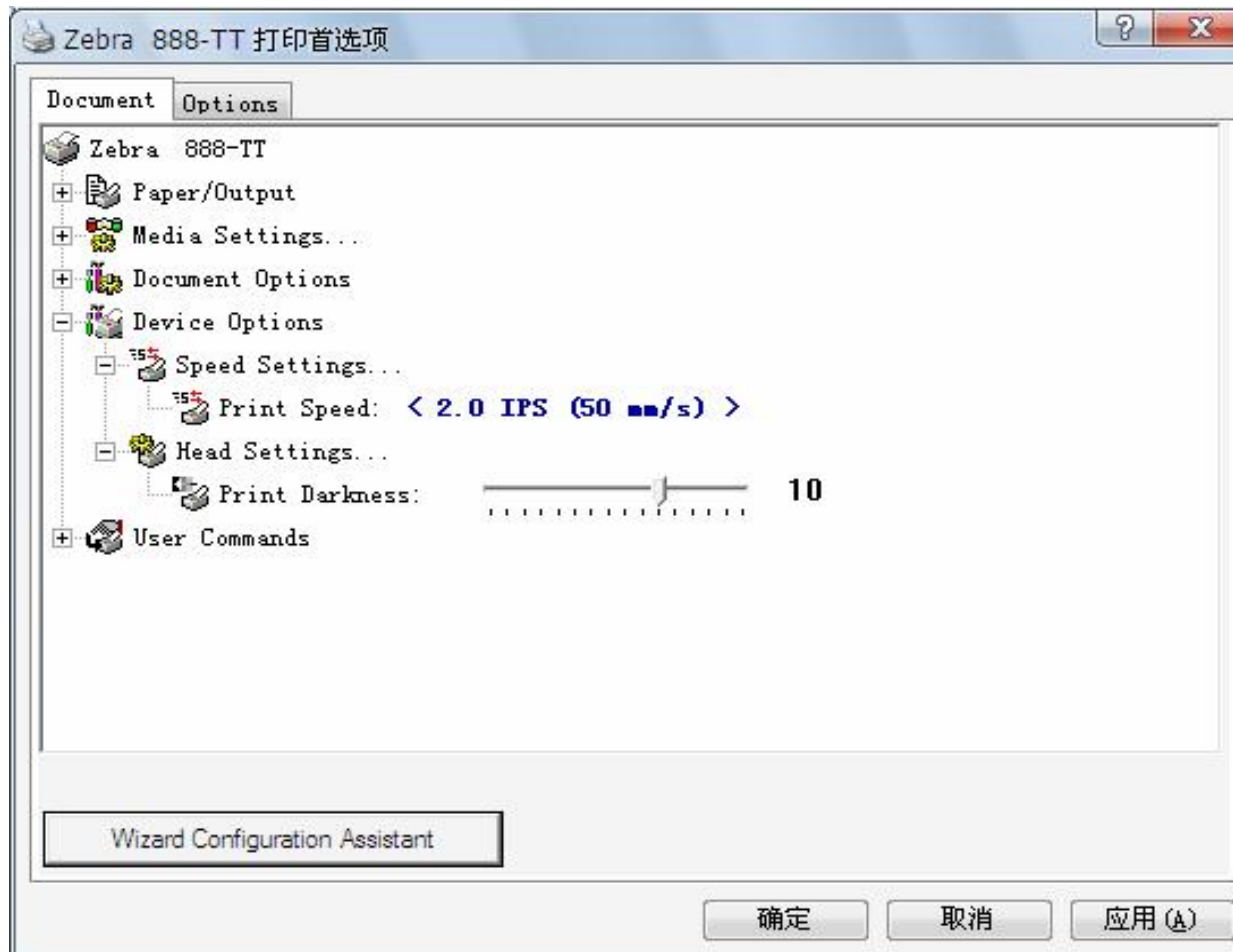 Zebra 888-TT 打印首选项
Document Options
Zebra 888-TT
Paper/Output
Media Settings...
Document Options
Device Options
Speed Settings...
Print Speed: < 2.0 IPS (50 mm/s) >
Head Settings...
Print Darkness: 10
User Commands
Wizard Configuration Assistant
确定 取消 应用(A)